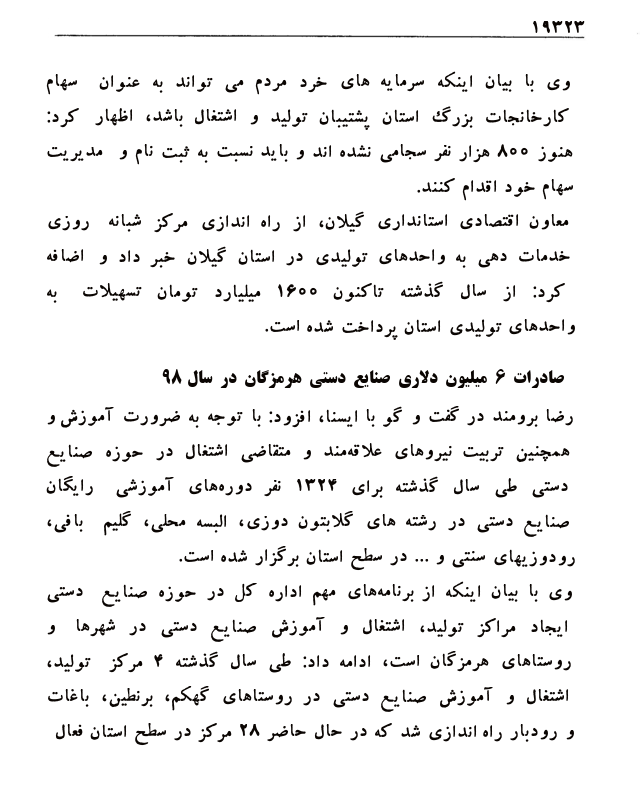 ۱۹۳۲۳
وی با بیان اینکه سرمایه های خرد مردم می تواند به عنوان سهام
کارخانجات بزرگ استان پشتیبان تولید و اشتغال باشد، اظهار کرد:
هنوز ۸۰۰ هزار نفر سجامی نشده اند و باید نسبت به ثبت نام و مدیریت
سهام خود اقدام کنند.
معاون اقتصادی استانداری گیلان، از راه اندازی مرکز شبانه روزی
خدمات دهی به واحدهای تولیدی در استان گیلان خبر داد و اضافه
کرد: از سال گذشته تاکنون ۱۶۰۰ میلیارد تومان تسهیلات به
واحدهای تولیدی استان پرداخت شده است.
صادرات ۶ میلیون دلاری صنایع دستی هرمزگان در سال ۹۸
رضا برومند در گفت و گو با ایسنا، افزود: با توجه به ضرورت آموزش و
همچنین تربیت نیروهای علاقه‌مند و متقاضی اشتغال در حوزه صنایع
دستی طی سال گذشته برای ۱۳۲۴ نفر دوره‌های آموزشی رایگان
صنایع دستی در رشته های گلابتون دوزی، البسه محلی، گلیم بافی،
رودوزیهای سنتی و ... در سطح استان برگزار شده است.
وی با بیان اینکه از برنامه‌های مهم اداره کل در حوزه صنایع دستی
ایجاد مراکز تولید، اشتغال و آموزش صنایع دستی در شهرها و
روستاهای هرمزگان است، ادامه داد: طی سال گذشته ۴ مرکز تولید،
اشتغال و آموزش صنایع دستی در روستاهای گهکم، برنطین، باغات
و رودبار راه اندازی شد که در حال حاضر ۲۸ مرکز در سطح استان فعال